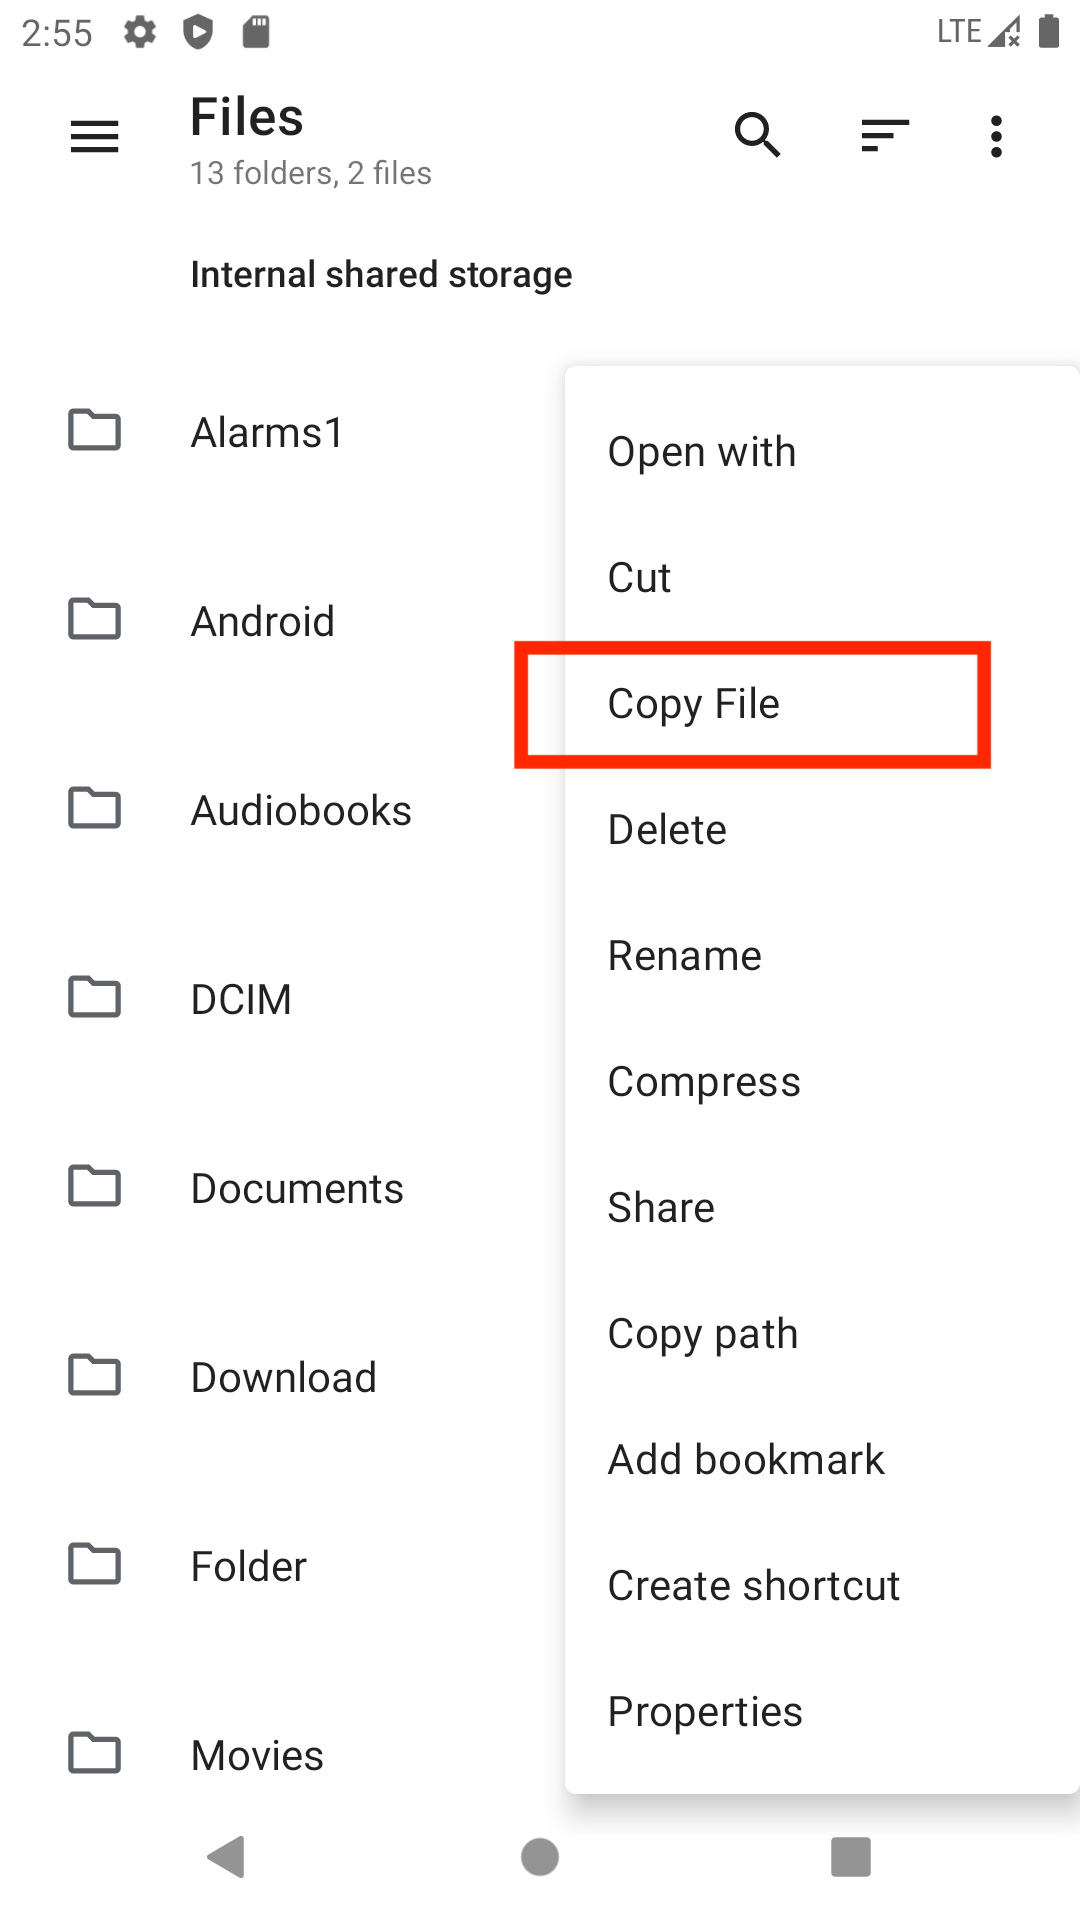 2:55
LTE
Files
13 folders, 2 files
Internal shared storage
Alarms1
Android
Audiobooks
DCIM
Documents
Download
Folder
Movies
Open with
Cut
Copy File
Delete
Rename
Compress
Share
Copy path
Add bookmark
Create shortcut
Properties